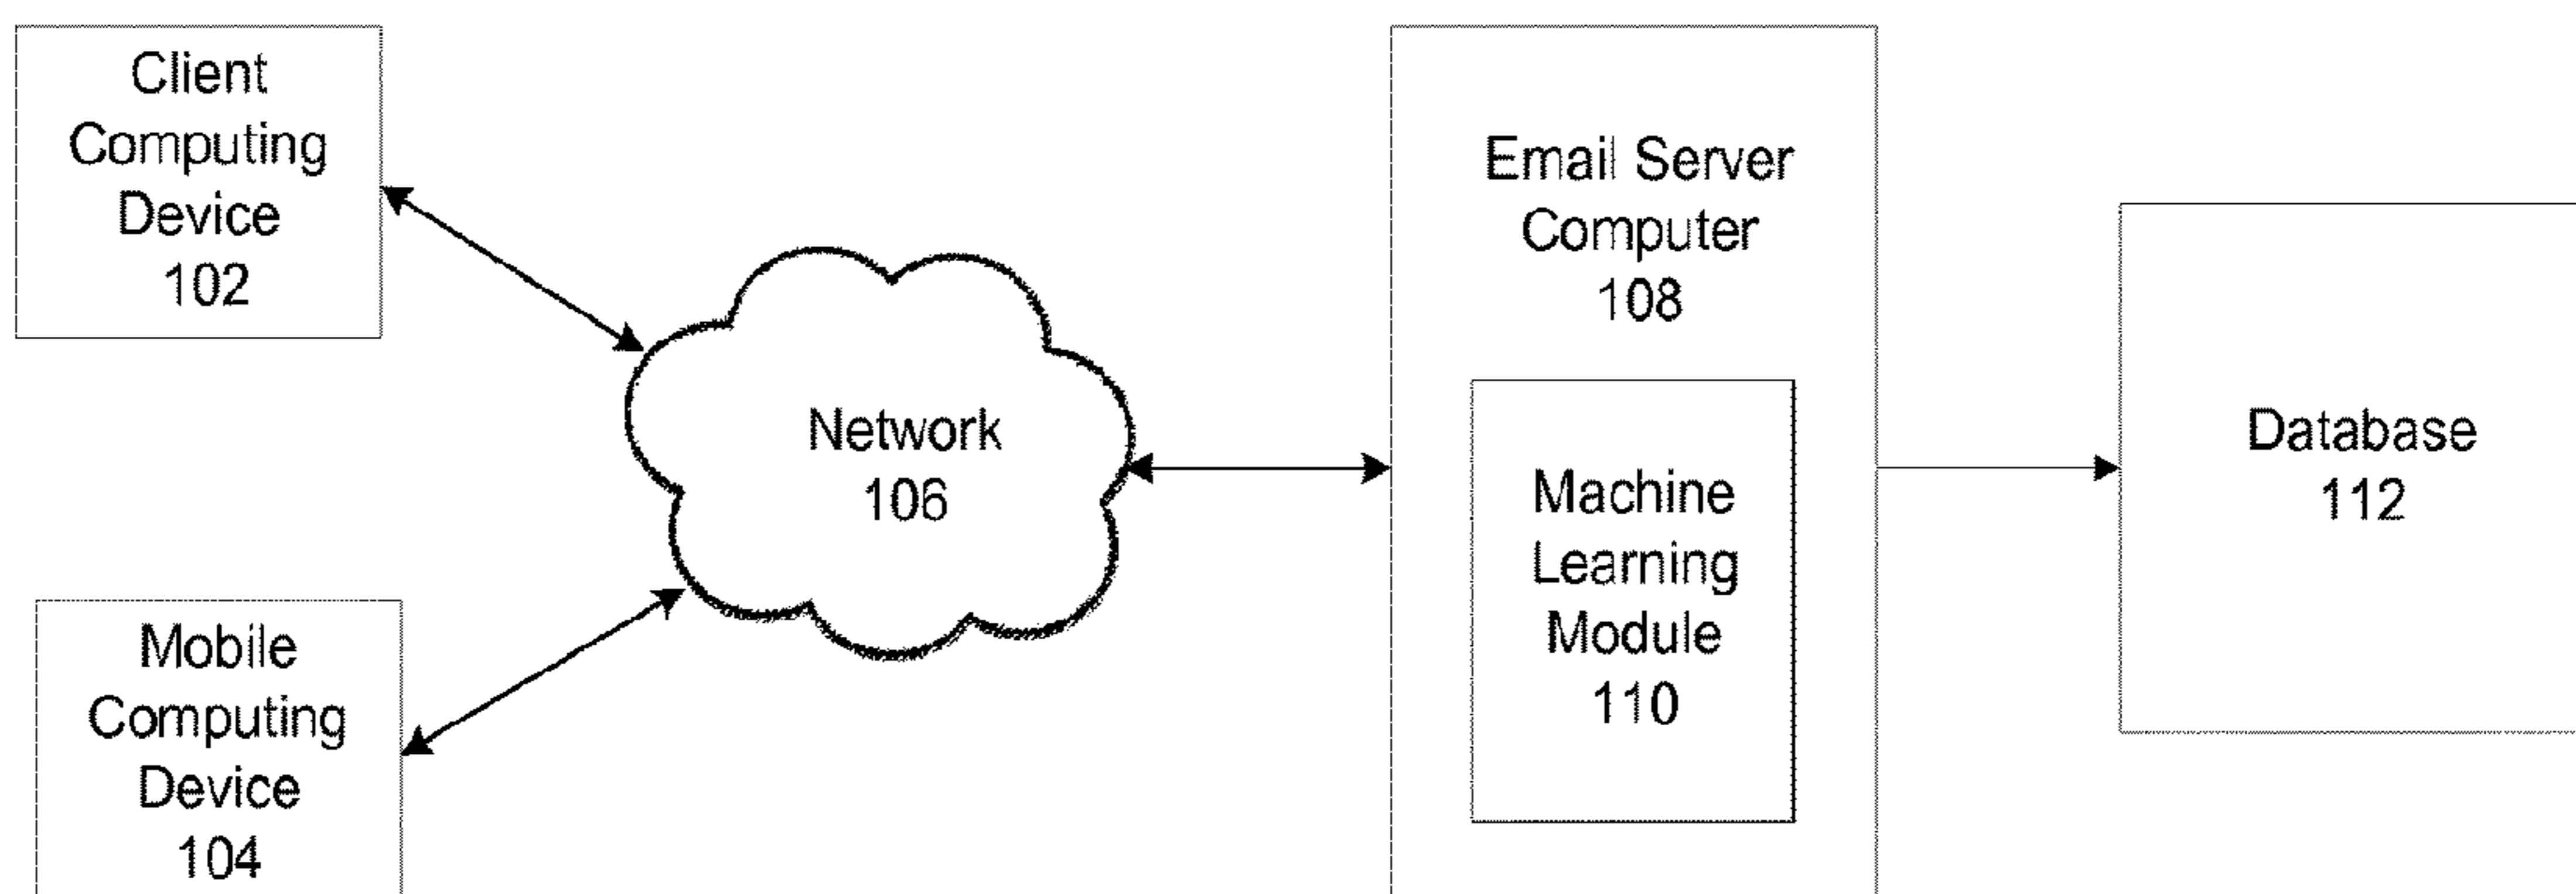 Client
Computing
Device
102
Mobile
Computing
Device
104
Network
106
Email Server
Computer
108
Machine
Learning
Module
110
Database
112